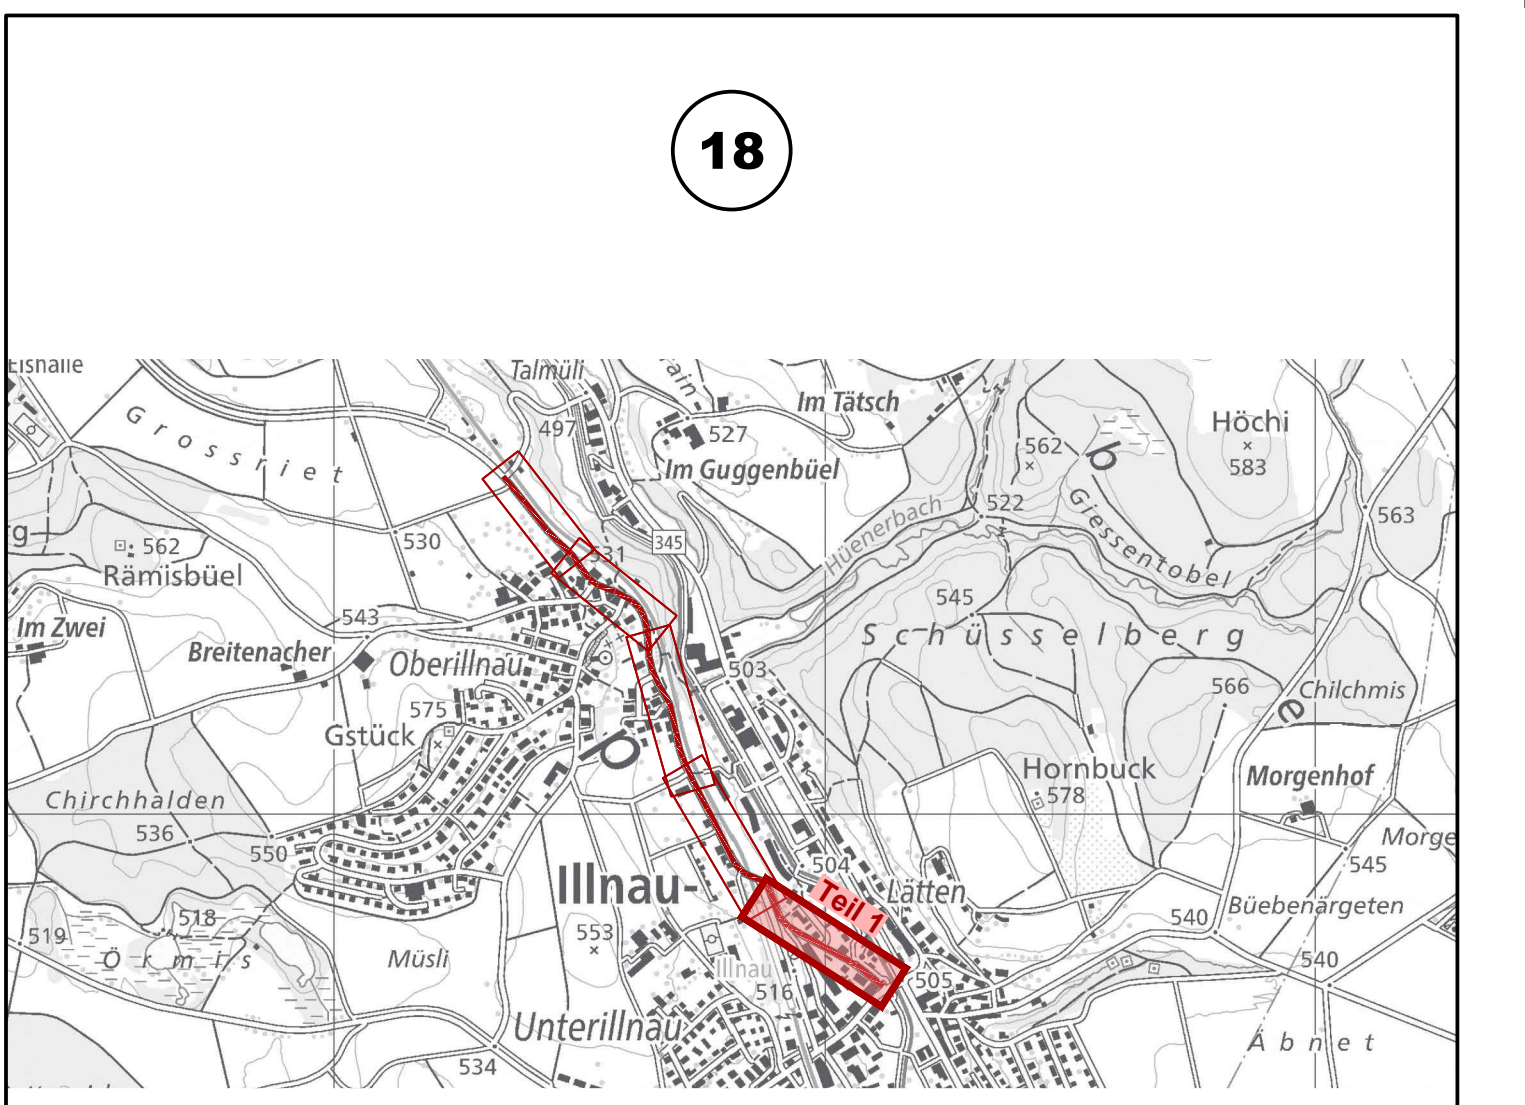 18
Eishalle
Talmüli
Im Tätsch
Grossriet
497
527
Im Guggenbüel
562
b
Höchi
583
Giessentobel
522
563
g
562
Rämisbüel
530
531
345
Hüenerbach
Im Zwei
543
545
Schüsselberg
Breitenacher
Oberillnau
503
566
Chilchmis
575
Gstück
p
e
Hornbuck
578
Morgenhof
Chirchhalden
536
550
504
Morge
545
Illnau-
Teil 1
Lätten
540
Büebenärgeten
519
518
Örmis
Müsli
553
Illnau
516
505
540
Unterillnau
534
Äbnet